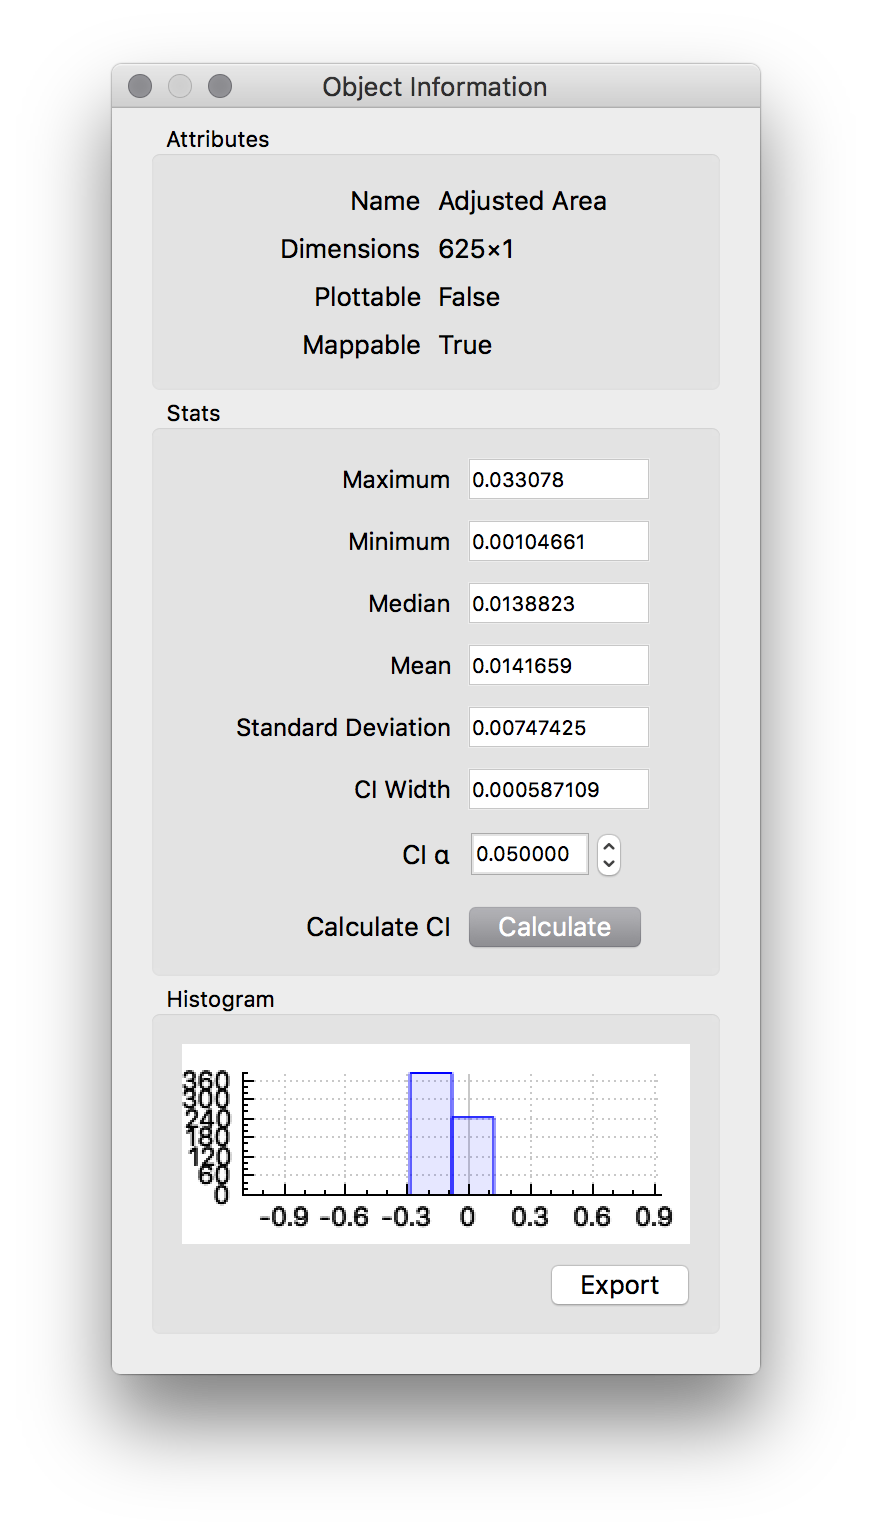 Object Information
Attributes
Name Adjusted Area
Dimensions 625×1
Plottable False
Mappable True
Stats
Maximum 0.033078
Minimum 0.00104661
Median 0.0138823
Mean 0.0141659
Standard Deviation 0.00747425
CI Width 0.000587109
CI α 0.050000
Calculate CI Calculate
Histogram
360
300
240
180
120
60
0
-0.9 -0.6 -0.3 0 0.3 0.6 0.9
Export